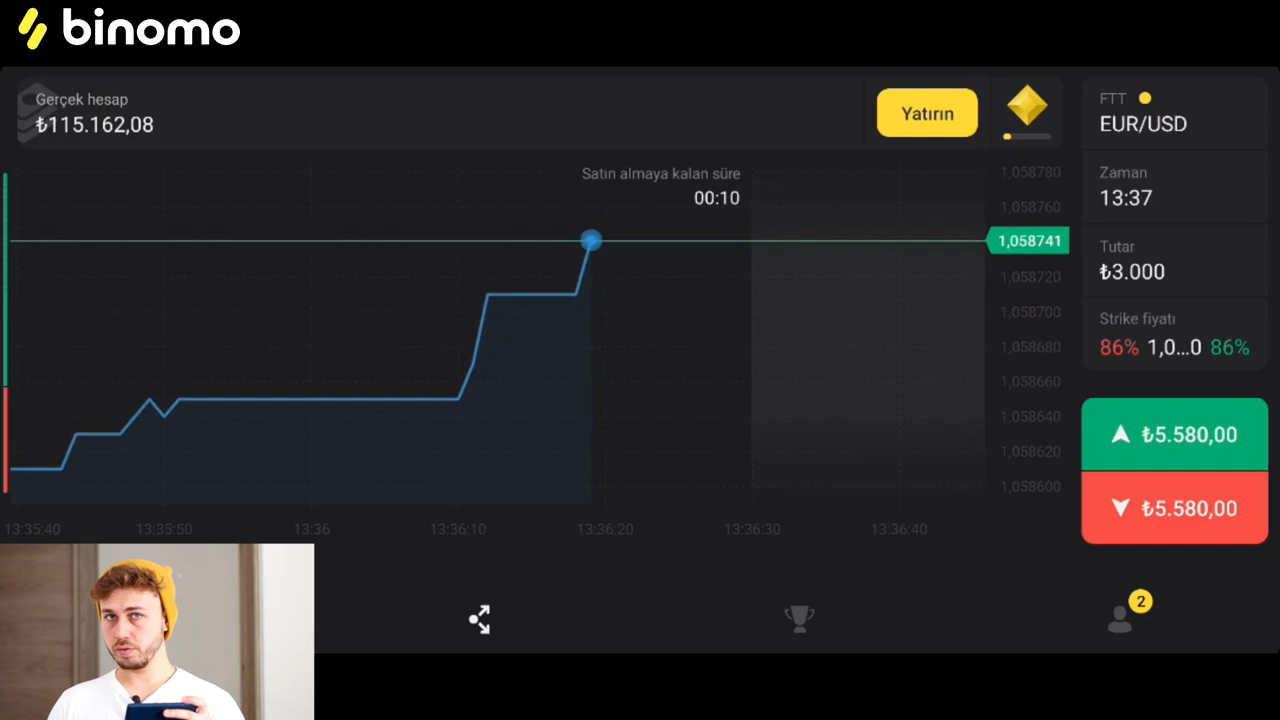 binomo
Gerçek hesap
₺115.162,08
Yatırın
FTT
EUR/USD
Satın almaya kalan süre
00:10
Zaman
13:37
Tutar
₺3.000
Strike fiyatı
86% 1,0...0 86%
₺5.580,00
₺5.580,00
1,058780
1,058760
1,058741
1,058720
1,058700
1,058680
1,058660
1,058640
1,058620
1,058600
13:35:40 13:35:50 13:36 13:36:10 13:36:20 13:36:30 13:36:40
2